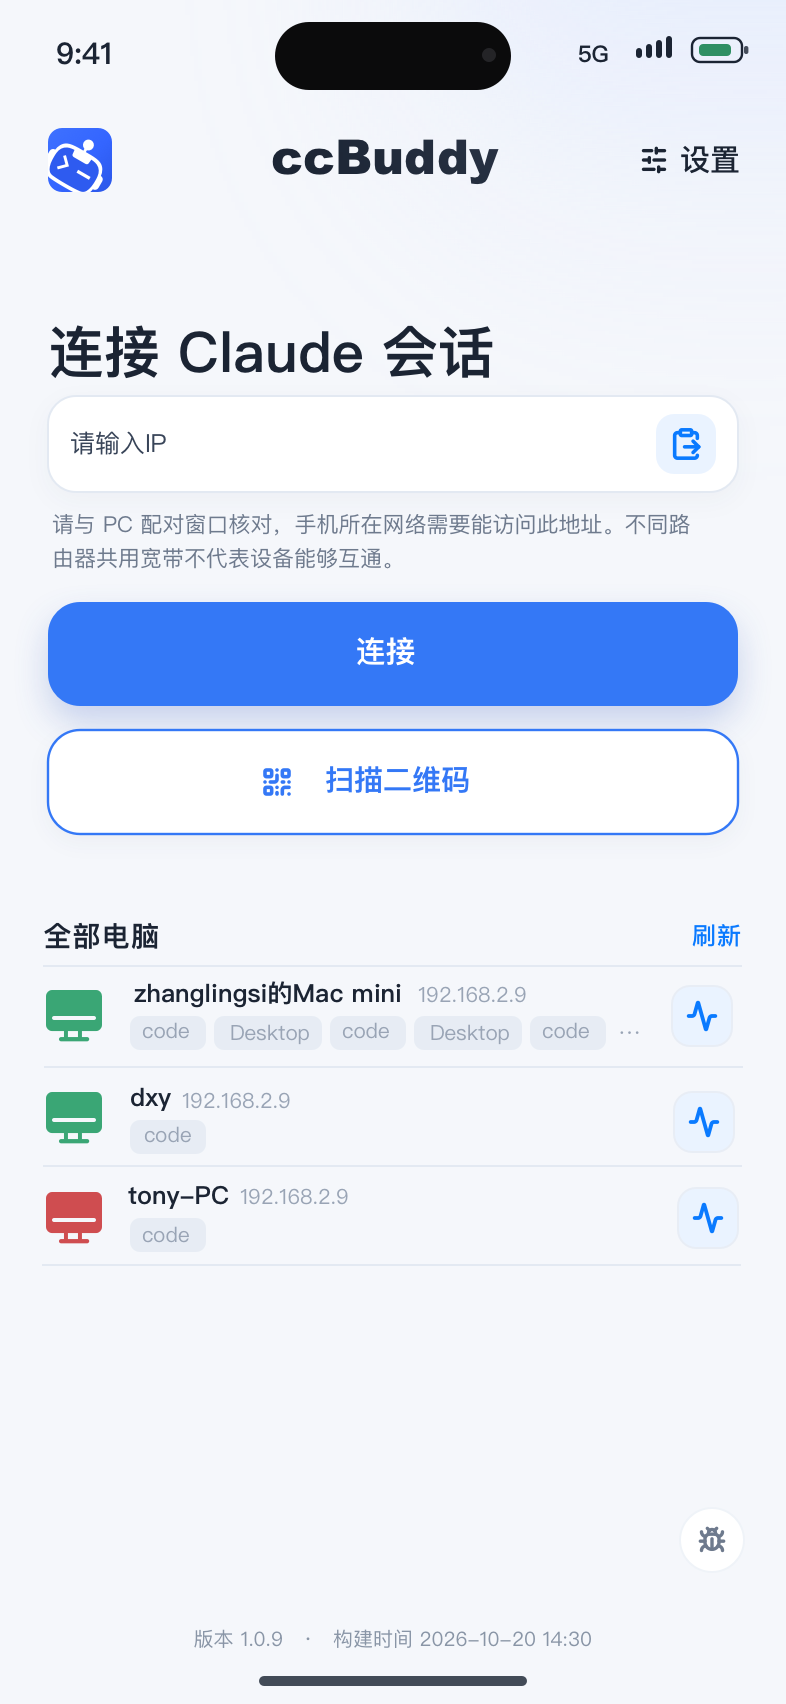 9:41
5G
ccBuddy
设置
连接 Claude 会话
请输入IP
请与 PC 配对窗口核对，手机所在网络需要能访问此地址。不同路
由器共用宽带不代表设备能够互通。
连接
扫描二维码
全部电脑
刷新
zhanglingsi的Mac mini 192.168.2.9
code Desktop code Desktop code ···
dxy 192.168.2.9
code
tony-PC 192.168.2.9
code
版本 1.0.9 · 构建时间 2026-10-20 14:30